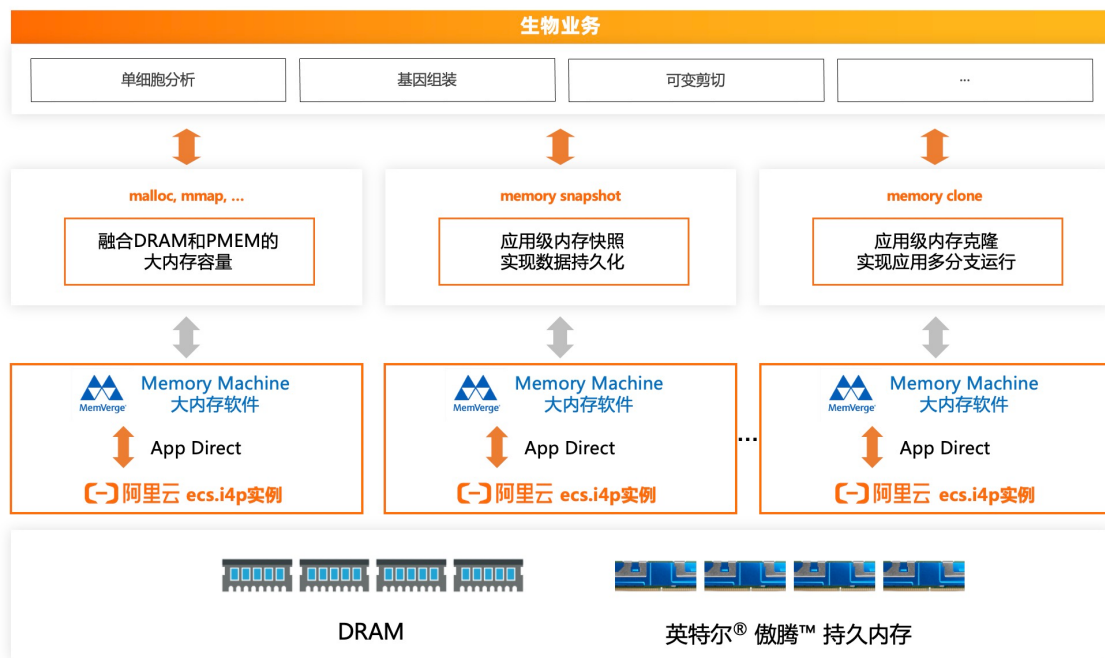 生物业务
单细胞分析
基因组装
可变剪切
...
malloc, mmap, ...
融合DRAM和PMEM的
大内存容量
memory snapshot
应用级内存快照
实现数据持久化
memory clone
应用级内存克隆
实现应用多分支运行
MemVerge
Memory Machine
大内存软件
App Direct
阿里云 ecs.i4p实例
MemVerge
Memory Machine
大内存软件
App Direct
阿里云 ecs.i4p实例
...
MemVerge
Memory Machine
大内存软件
App Direct
阿里云 ecs.i4p实例
DRAM
英特尔® 傲腾™ 持久内存